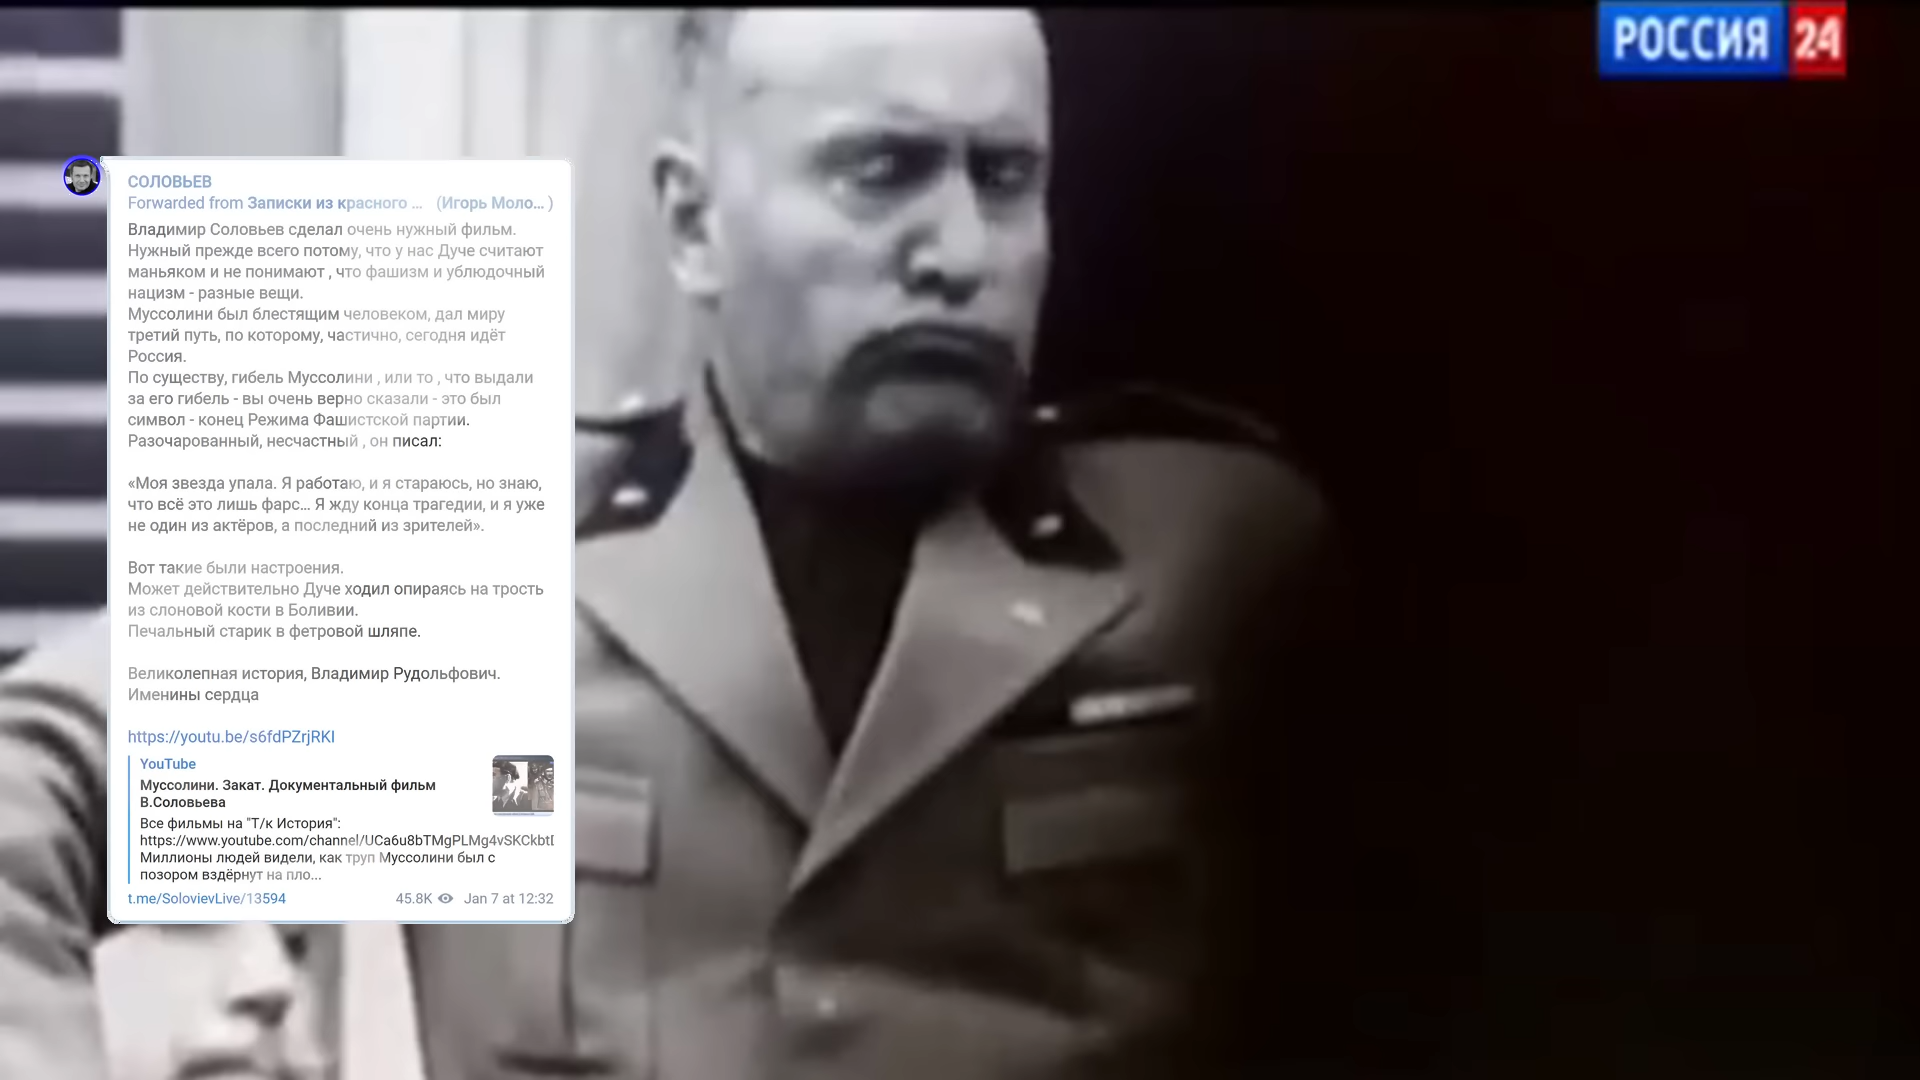 РОССИЯ 24
СОЛОВЬЕВ
Forwarded from Записки из красного ... (Игорь Моло... )
Владимир Соловьев сделал очень нужный фильм.
Нужный прежде всего потому, что у нас Дуче считают
маньяком и не понимают , что фашизм и ублюдочный
нацизм - разные вещи.
Муссолини был блестящим человеком, дал миру
третий путь, по которому, частично, сегодня идёт
Россия.
По существу, гибель Муссолини , или то , что выдали
за его гибель - вы очень верно сказали - это был
символ - конец Режима Фашистской партии.
Разочарованный, несчастный , он писал:
«Моя звезда упала. Я работаю, и я стараюсь, но знаю,
что всё это лишь фарс... Я жду конца трагедии, и я уже
не один из актёров, а последний из зрителей».
Вот такие были настроения.
Может действительно Дуче ходил опираясь на трость
из слоновой кости в Боливии.
Печальный старик в фетровой шляпе.
Великолепная история, Владимир Рудольфович.
Именины сердца
https://youtu.be/s6fdPZrjRKI
YouTube
Муссолини. Закат. Документальный фильм
В.Соловьева
Все фильмы на "Т/к История":
https://www.youtube.com/channel/UCa6u8bTMgPLMg4vSKCkbt
Миллионы людей видели, как труп Муссолини был с
позором вздёрнут на пло...
t.me/SolovievLive/13594 45.8K Jan 7 at 12:32